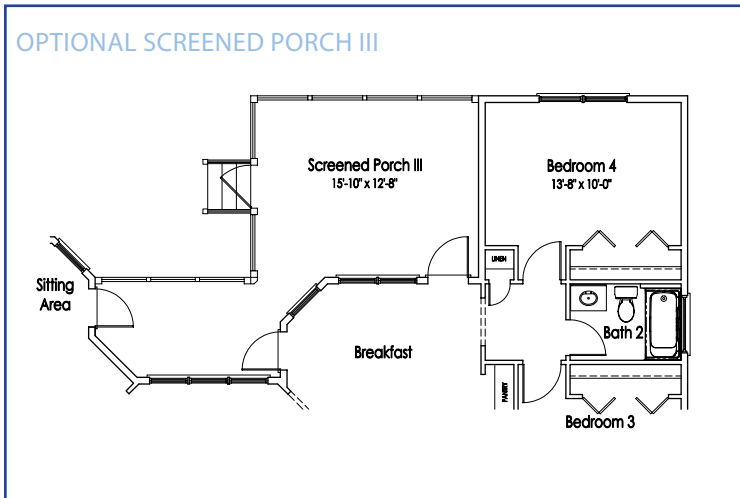 OPTIONAL SCREENED PORCH III
Screened Porch III
15'-10" x 12'-8"
Bedroom 4
13'-8" x 10'-0"
LINEN
Sitting
Area
Bath 2
Breakfast
PANTRY
Bedroom 3